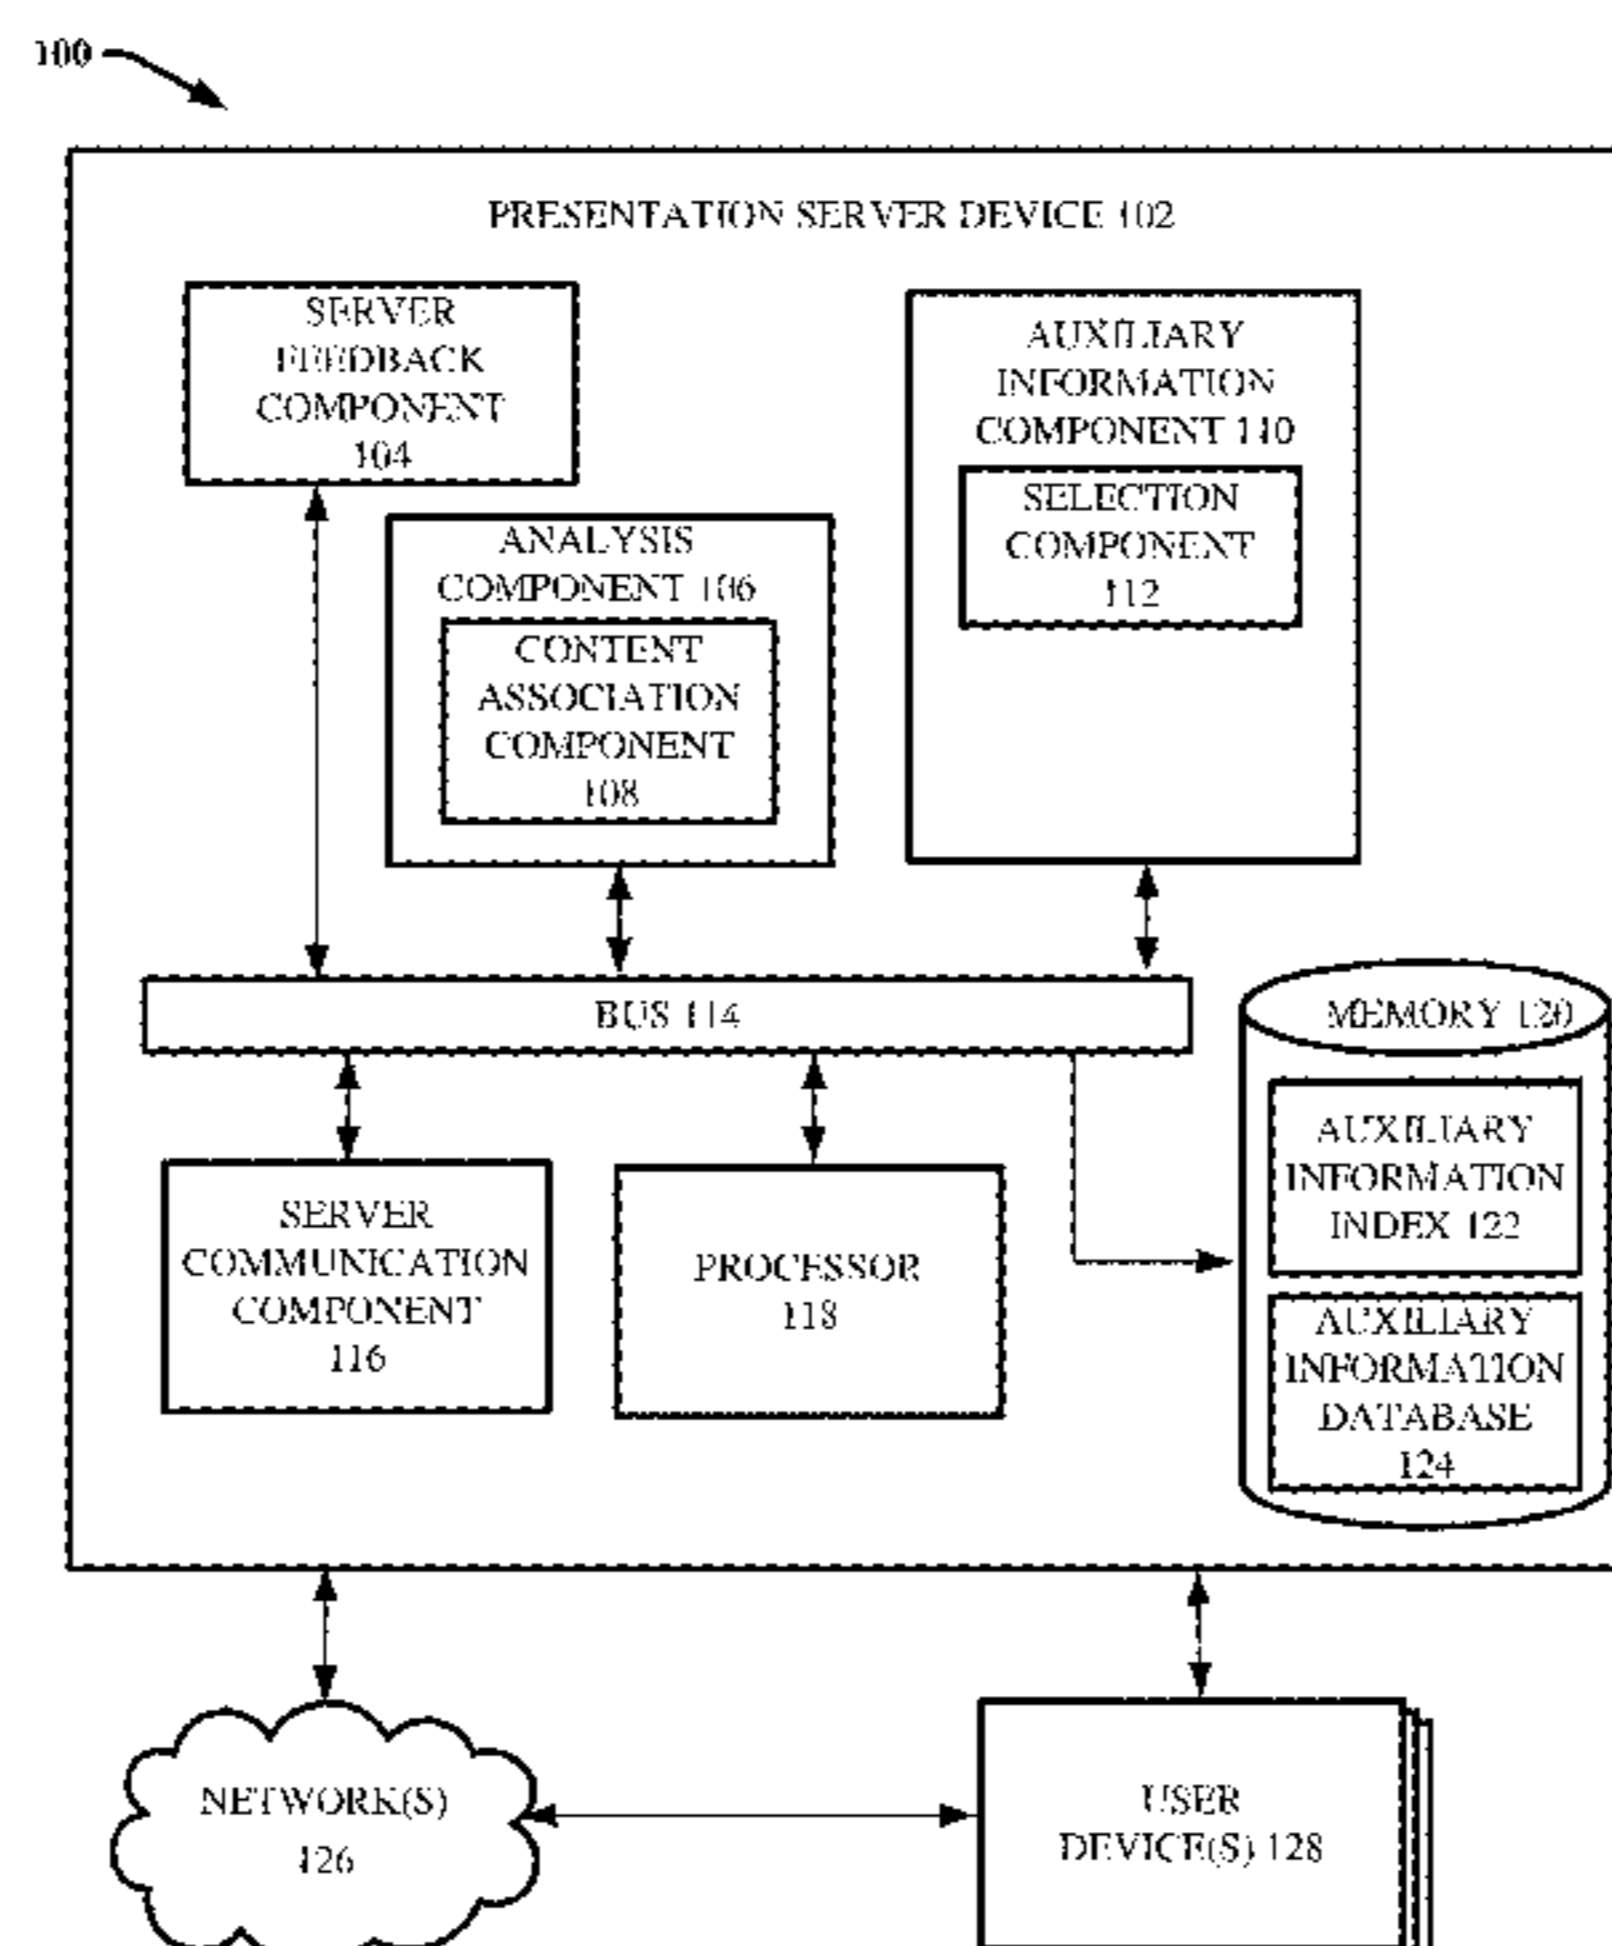 100
PRESENTATION SERVER DEVICE 102
SERVER
FEEDBACK
COMPONENT
104
AUXILIARY
INFORMATION
COMPONENT 110
SELECTION
COMPONENT
112
ANALYSIS
COMPONENT 106
CONTENT
ASSOCIATION
COMPONENT
108
BUS 114
MEMORY 120
AUXILIARY
INFORMATION
INDEX 122
AUXILIARY
INFORMATION
DATABASE
124
SERVER
COMMUNICATION
COMPONENT
116
PROCESSOR
118
NETWORK(S)
126
USER
DEVICE(S) 128